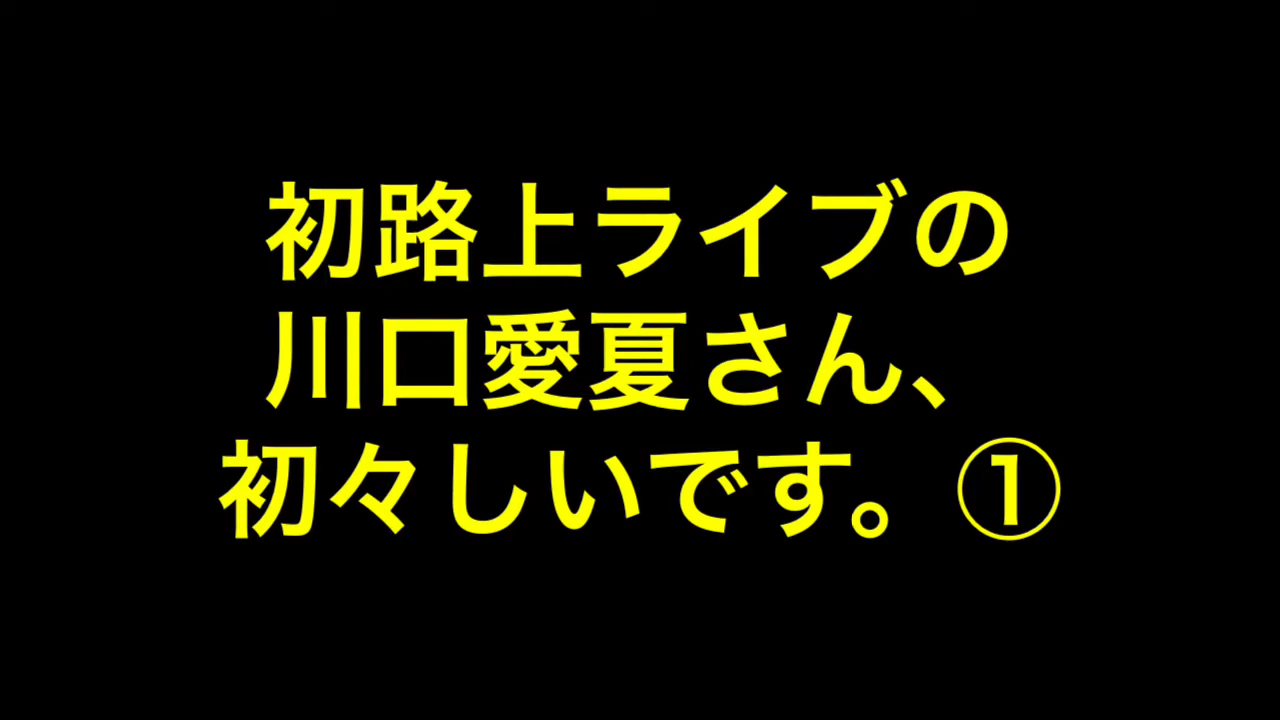 初路上ライブの
川口愛夏さん、
初々しいです。①